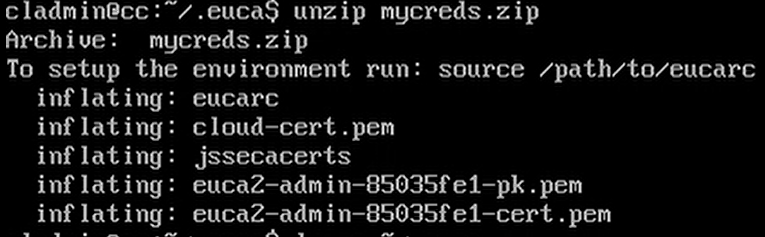 cladmin@cc:~/.euca$ unzip mycreds.zip
Archive:  mycreds.zip
To setup the environment run: source /path/to/eucarc
  inflating: eucarc
  inflating: cloud-cert.pem
  inflating: jssecacerts
  inflating: euca2-admin-85035fe1-pk.pem
  inflating: euca2-admin-85035fe1-cert.pem